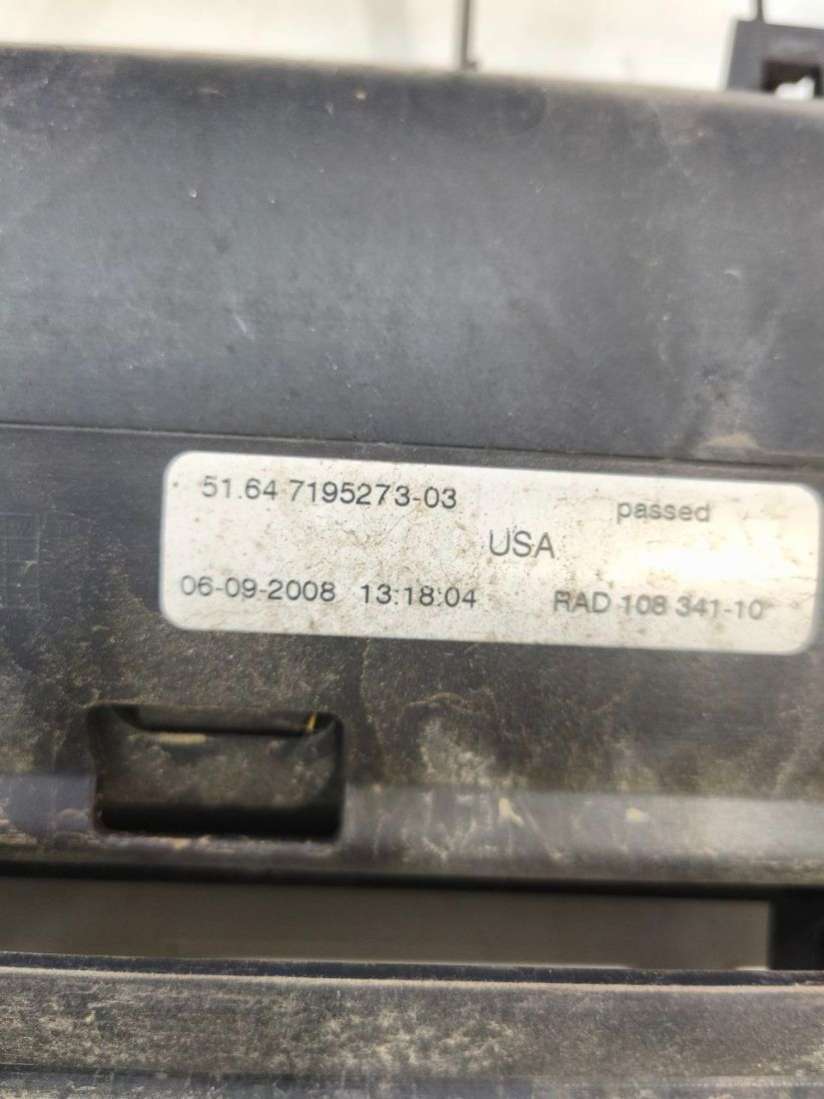 51.64 7195273-03 passed
USA
06-09-2008 13:18:04 RAD 108 341-10